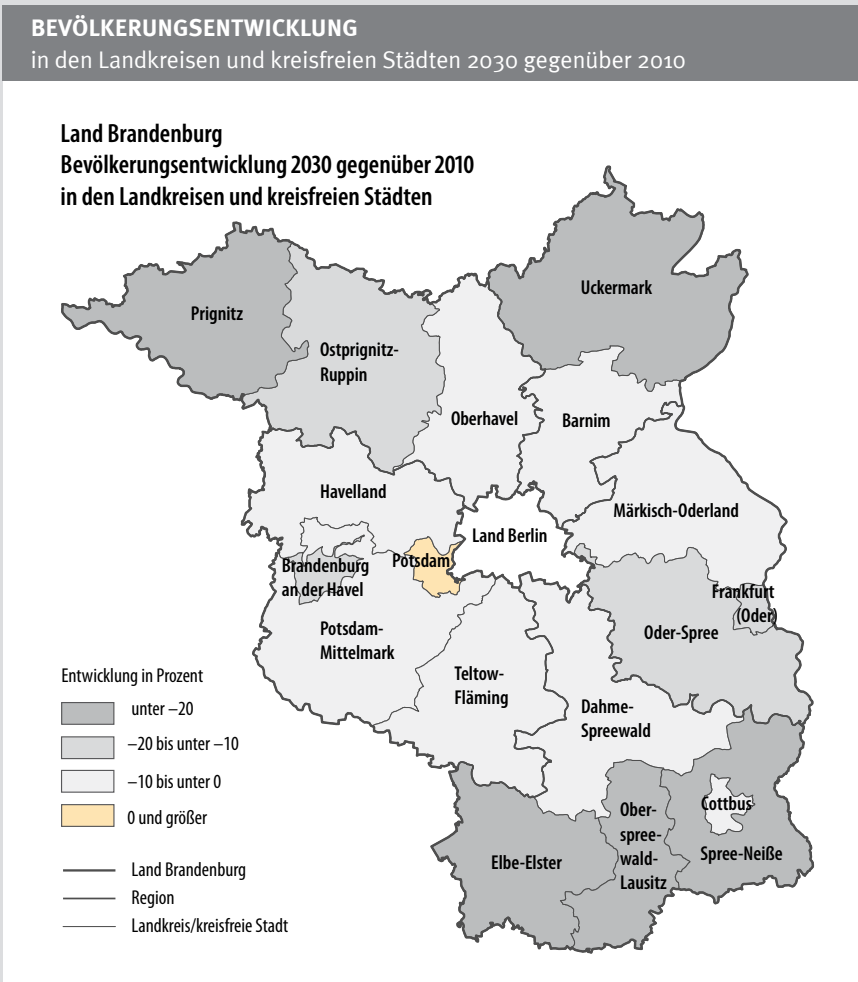 BEVÖLKERUNGSENTWICKLUNG
in den Landkreisen und kreisfreien Städten 2030 gegenüber 2010
Land Brandenburg
Bevölkerungsentwicklung 2030 gegenüber 2010
in den Landkreisen und kreisfreien Städten
Uckermark
Prignitz
Ostprignitz-
Ruppin
Oberhavel
Barnim
Havelland
Märkisch-Oderland
Land Berlin
Potsdam
Brandenburg
an der Havel
Frankfurt
(Oder)
Oder-Spree
Potsdam-
Mittelmark
Teltow-
Fläming
Dahme-
Spreewald
Cottbus
Ober-
spree-
wald-
Lausitz
Spree-Neiße
Elbe-Elster
Entwicklung in Prozent
unter –20
–20 bis unter –10
–10 bis unter 0
0 und größer
Land Brandenburg
Region
Landkreis/kreisfreie Stadt